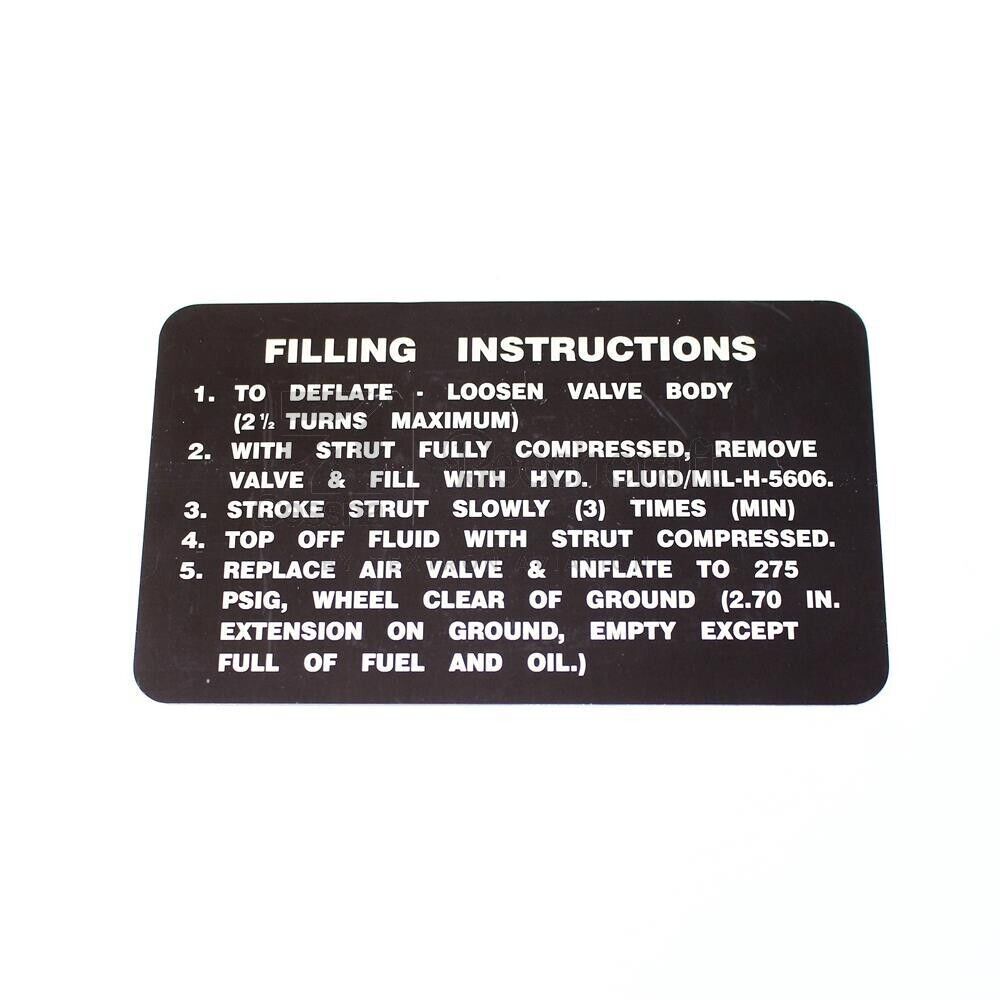 FILLING INSTRUCTIONS
1. TO DEFLATE - LOOSEN VALVE BODY
(2 ½ TURNS MAXIMUM)
2. WITH STRUT FULLY COMPRESSED, REMOVE
VALVE & FILL WITH HYD. FLUID/MIL-H-5606.
3. STROKE STRUT SLOWLY (3) TIMES (MIN)
4. TOP OFF FLUID WITH STRUT COMPRESSED.
5. REPLACE AIR VALVE & INFLATE TO 275
PSIG, WHEEL CLEAR OF GROUND (2.70 IN.
EXTENSION ON GROUND, EMPTY EXCEPT
FULL OF FUEL AND OIL.)